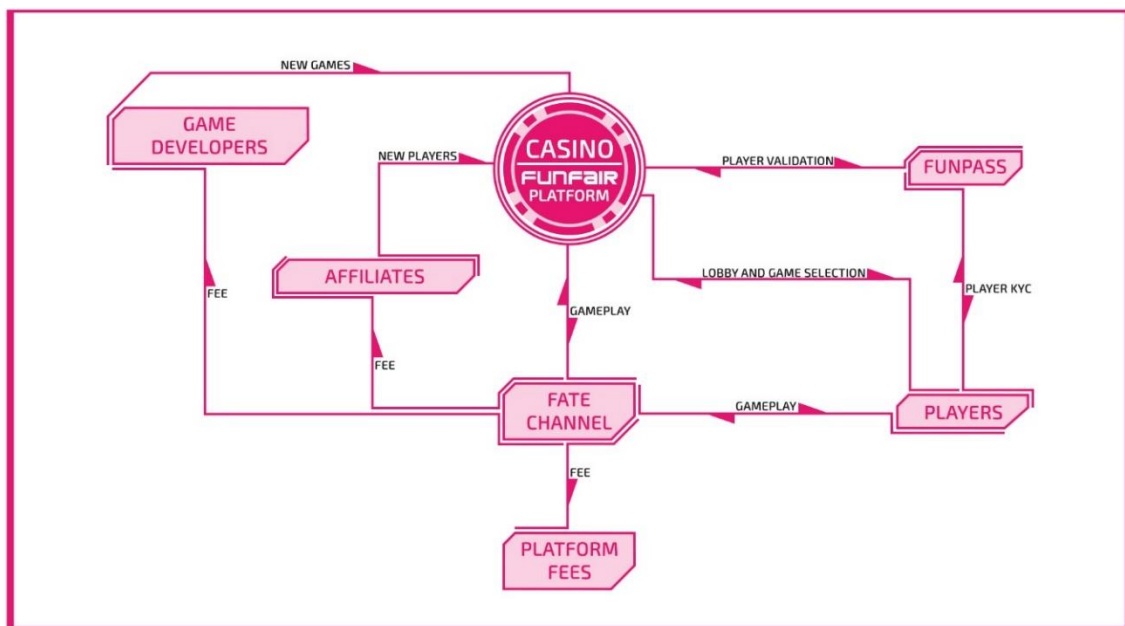 NEW GAMES
GAME
DEVELOPERS
NEW PLAYERS
CASINO
FUNFAIR
PLATFORM
PLAYER VALIDATION
FUNPASS
AFFILIATES
LOBBY AND GAME SELECTION
FEE
GAMEPLAY
PLAYER KYC
FEE
FATE
CHANNEL
GAMEPLAY
PLAYERS
FEE
PLATFORM
FEES